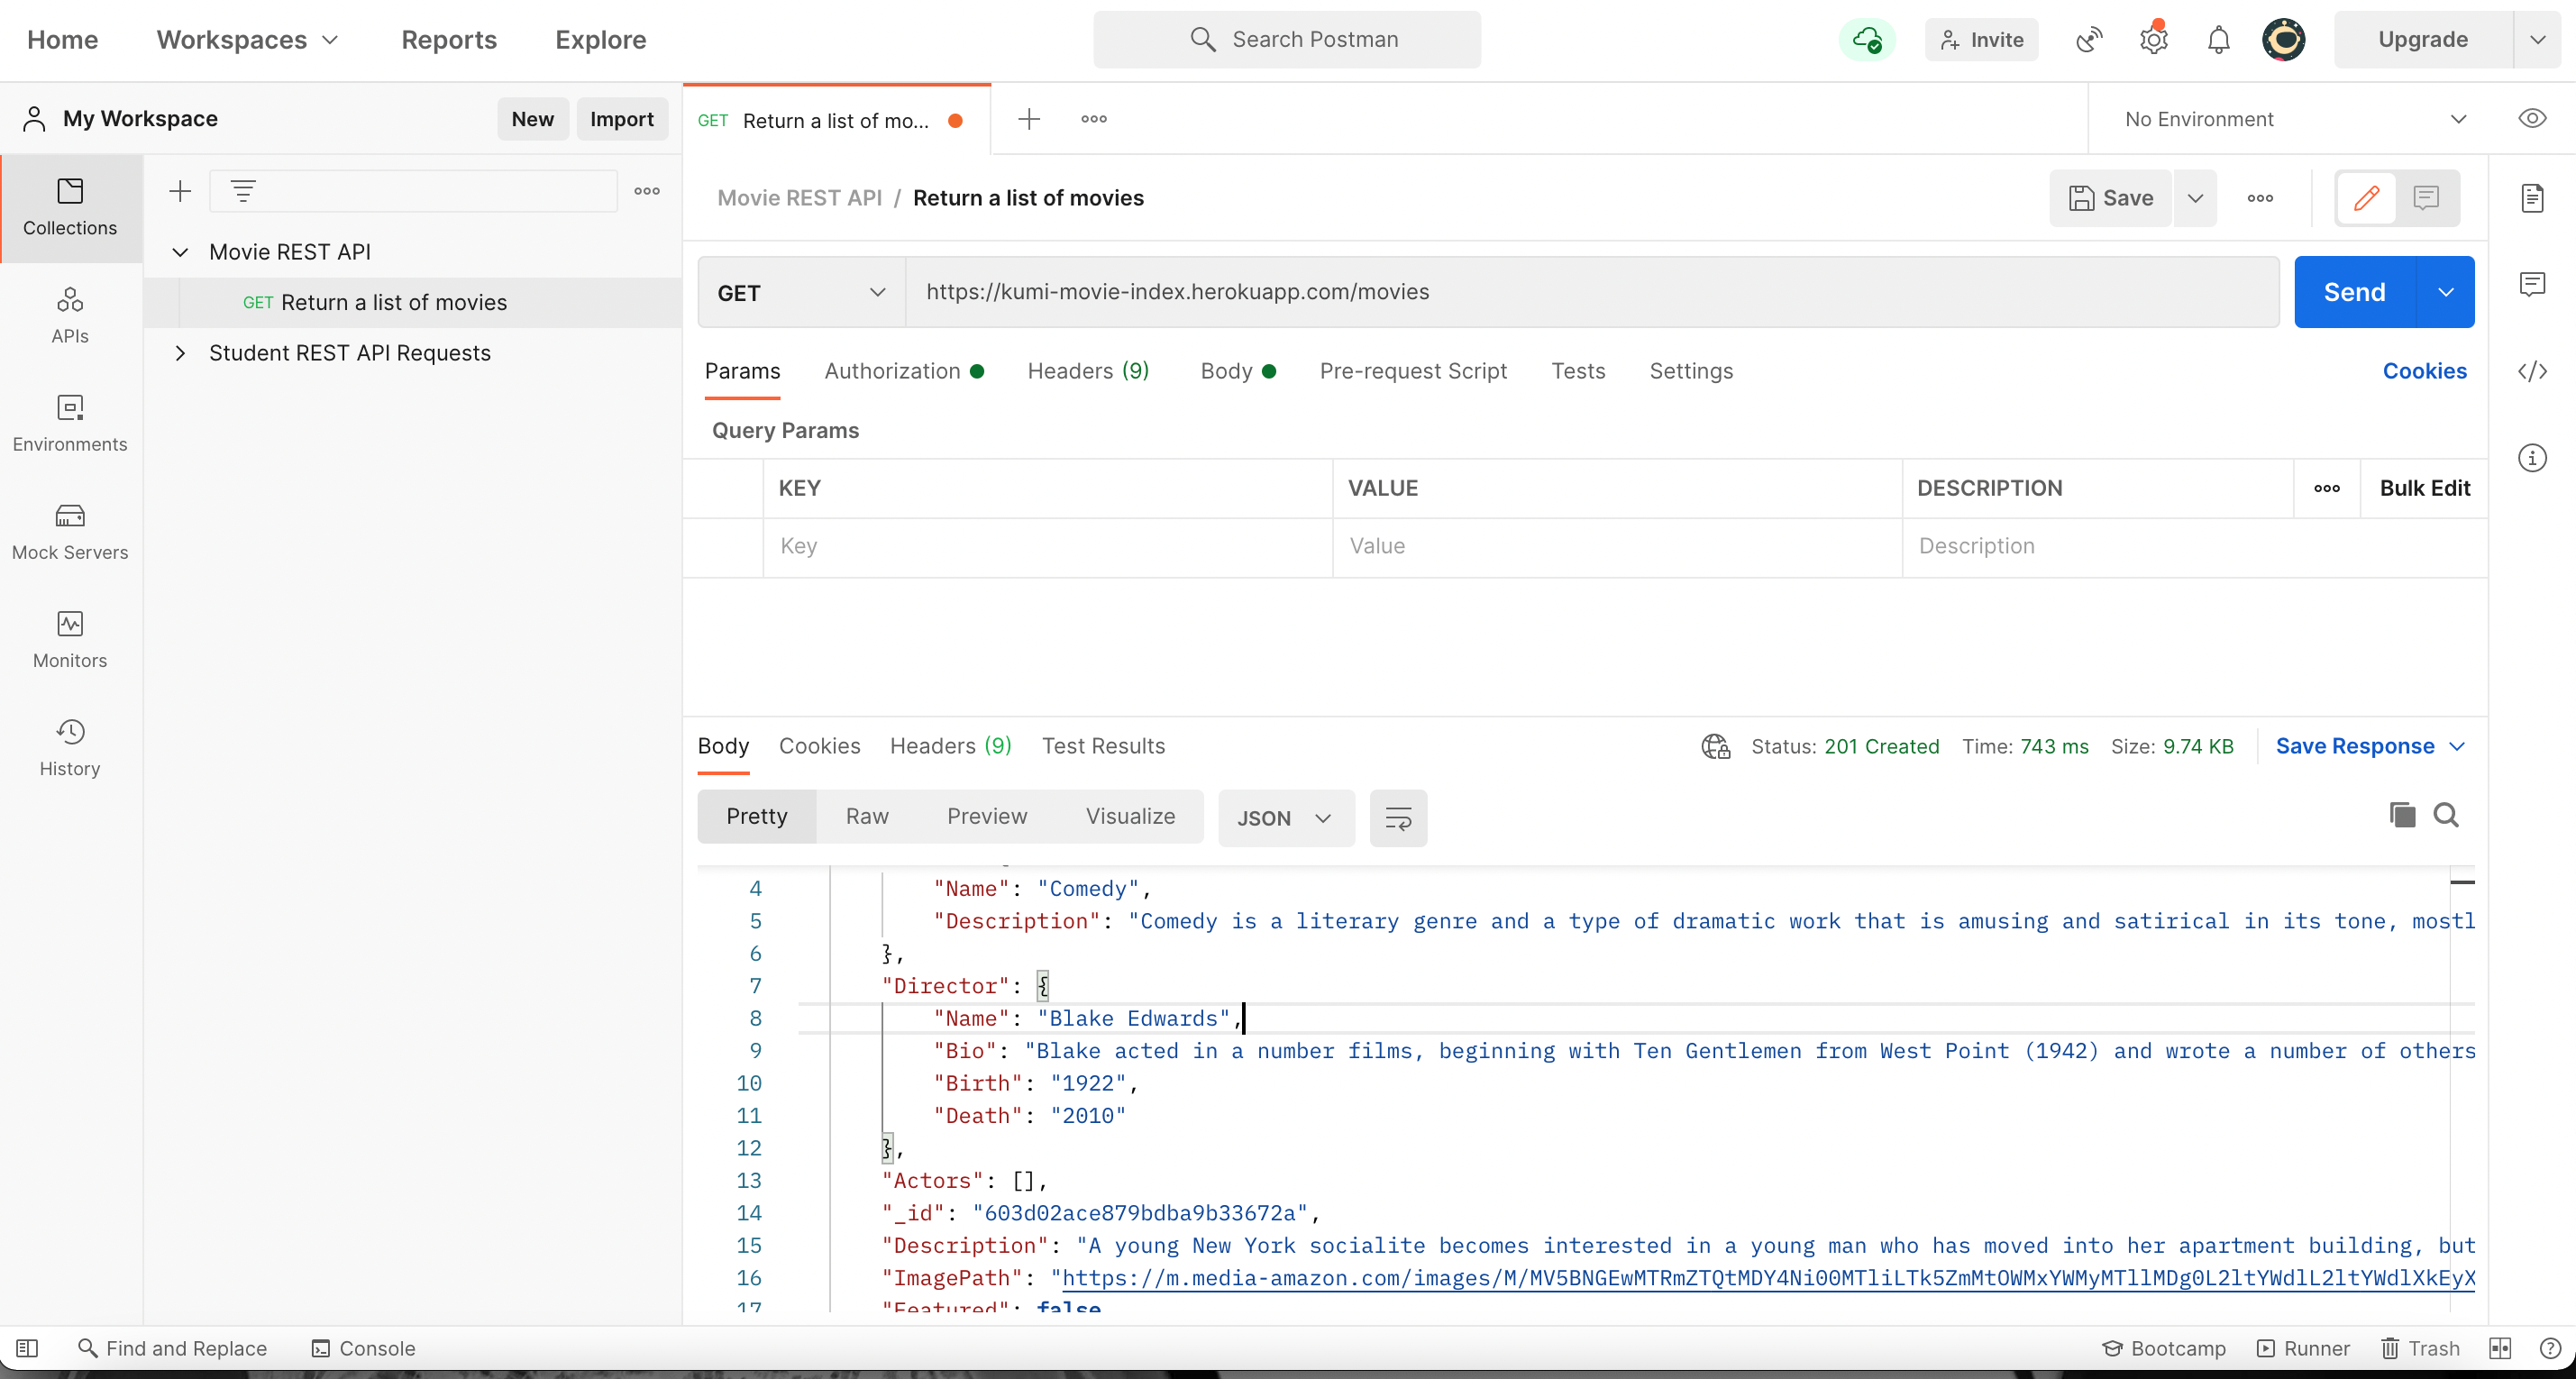 Home Workspaces Reports Explore Search Postman Invite Upgrade
My Workspace New Import
GET Return a list of mo... No Environment
Collections
APIs
Environments
Mock Servers
Monitors
History
Movie REST API
GET Return a list of movies
Student REST API Requests
Movie REST API / Return a list of movies Save
GET https://kumi-movie-index.herokuapp.com/movies Send
Params Authorization Headers (9) Body Pre-request Script Tests Settings Cookies
Query Params
KEY VALUE DESCRIPTION Bulk Edit
Key Value Description
Body Cookies Headers (9) Test Results Status: 201 Created Time: 743 ms Size: 9.74 KB Save Response
Pretty Raw Preview Visualize JSON
4 "Name": "Comedy",
5 "Description": "Comedy is a literary genre and a type of dramatic work that is amusing and satirical in its tone, mostl
6 },
7 "Director": {
8 "Name": "Blake Edwards",
9 "Bio": "Blake acted in a number films, beginning with Ten Gentlemen from West Point (1942) and wrote a number of others
10 "Birth": "1922",
11 "Death": "2010"
12 },
13 "Actors": [],
14 "_id": "603d02ace879bdba9b33672a",
15 "Description": "A young New York socialite becomes interested in a young man who has moved into her apartment building, but
16 "ImagePath": "https://m.media-amazon.com/images/M/MV5BNGEwMTRmZTQtMDY4Ni00MTliLTk5ZmMtOWMxYWMyMTllMDg0L2ltYWdlL2ltYWdlXkEyX
17 "Featured": false
Find and Replace Console Bootcamp Runner Trash